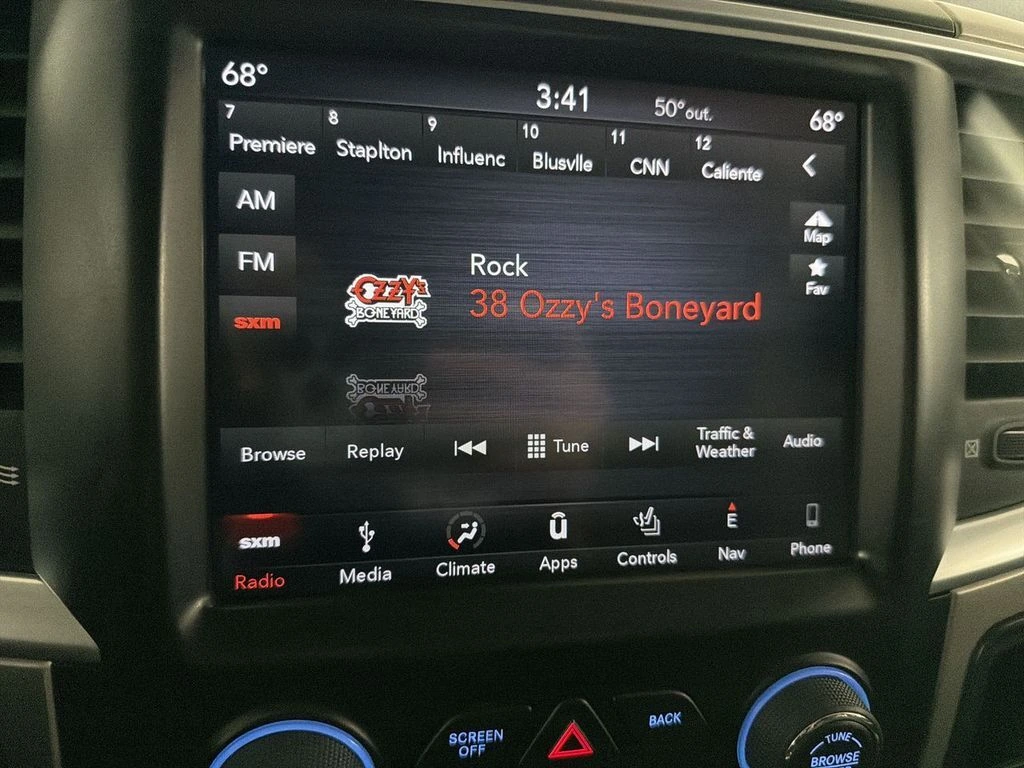 68°
3:41
50°out.
68°
7
Premiere
8
Staplton
9
Influenc
10
Blusvlle
11
CNN
12
Caliente
AM
FM
sxm
OZZY'S
BONEYARD
Rock
38 Ozzy's Boneyard
Map
Fav
Browse
Replay
Tune
Traffic &
Weather
Audio
sxm
Radio
Media
Climate
ū
Apps
Controls
E
Nav
Phone
SCREEN
OFF
BACK
TUNE
BROWSE